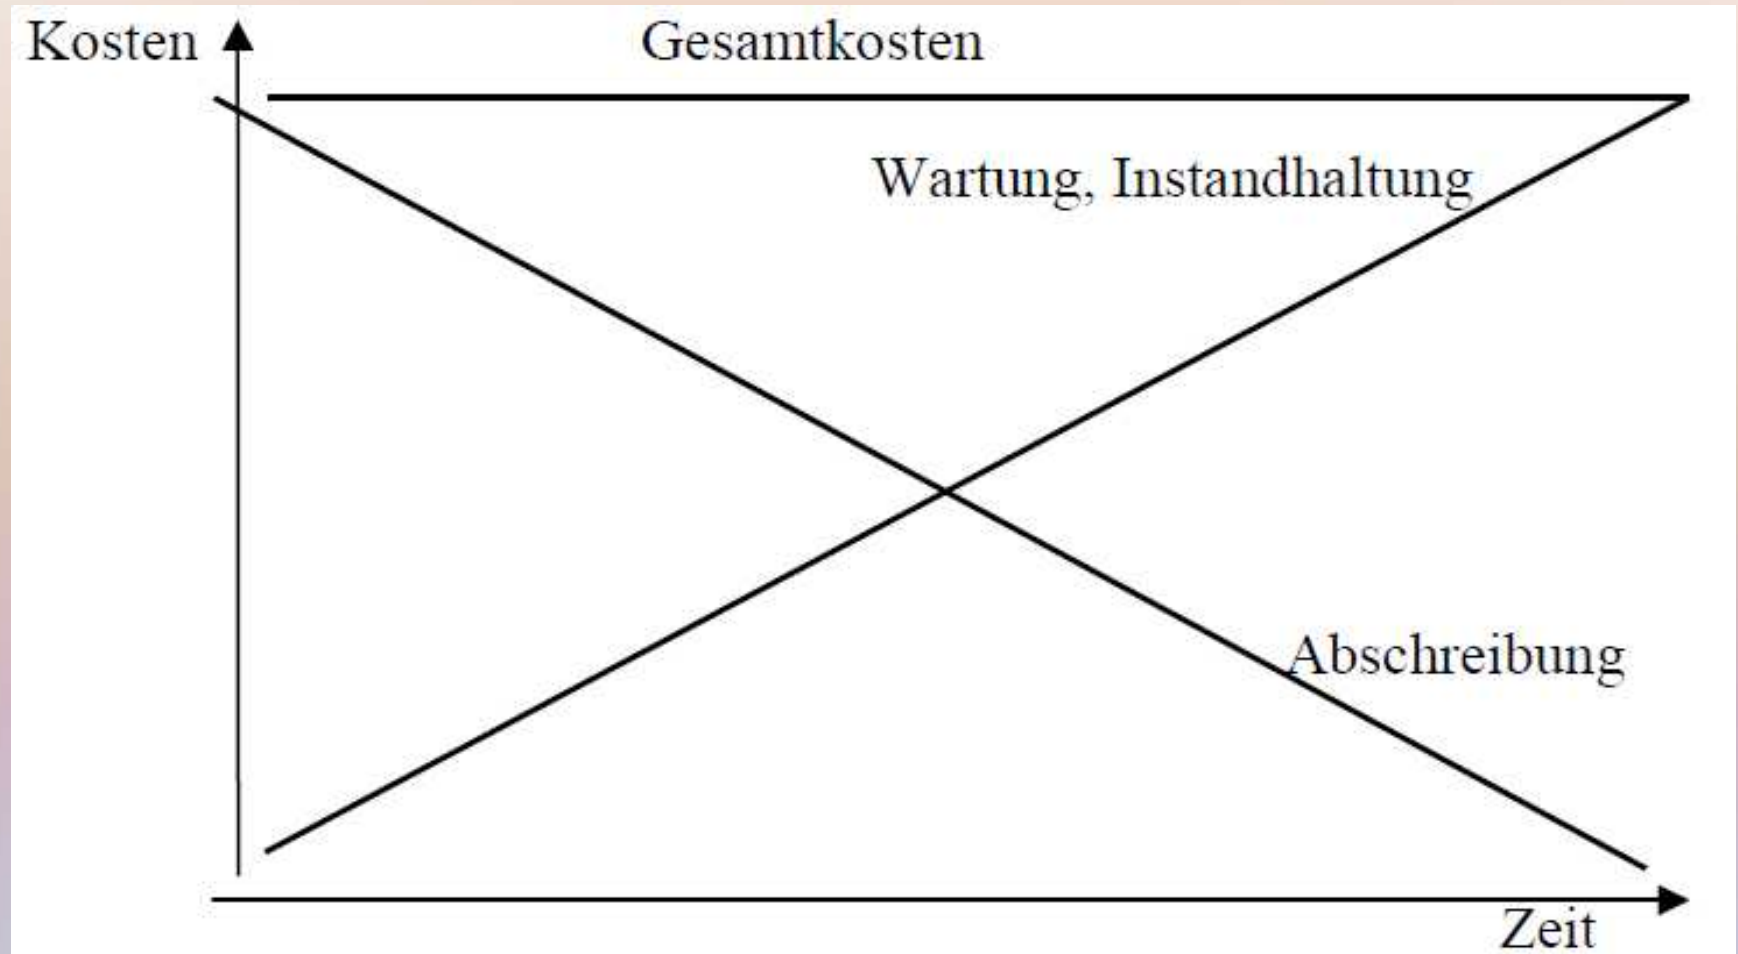 Kosten
Gesamtkosten
Wartung, Instandhaltung
Abschreibung
Zeit